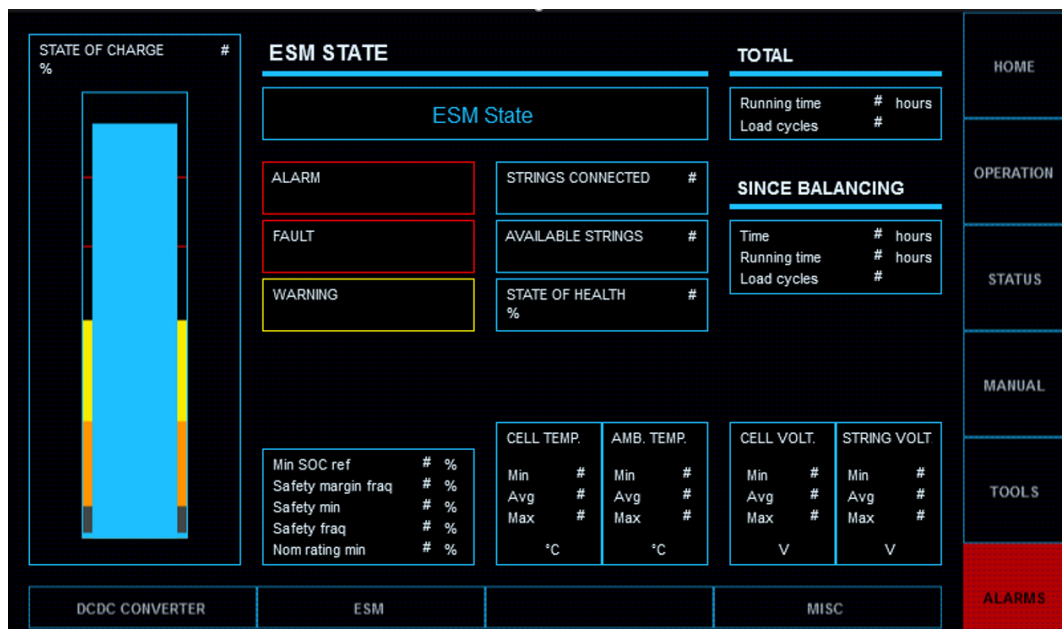 STATE OF CHARGE #
%
ESM STATE
ESM State
ALARM
FAULT
WARNING
STRINGS CONNECTED #
AVAILABLE STRINGS #
STATE OF HEALTH #
%
TOTAL
Running time # hours
Load cycles #
SINCE BALANCING
Time # hours
Running time # hours
Load cycles #
Min SOC ref # %
Safety margin fraq # %
Safety min # %
Safety fraq # %
Nom rating min # %
CELL TEMP.
Min #
Avg #
Max #
°C
AMB. TEMP.
Min #
Avg #
Max #
°C
CELL VOLT.
Min #
Avg #
Max #
V
STRING VOLT
Min #
Avg #
Max #
V
HOME
OPERATION
STATUS
MANUAL
TOOLS
ALARMS
DCDC CONVERTER
ESM
MISC